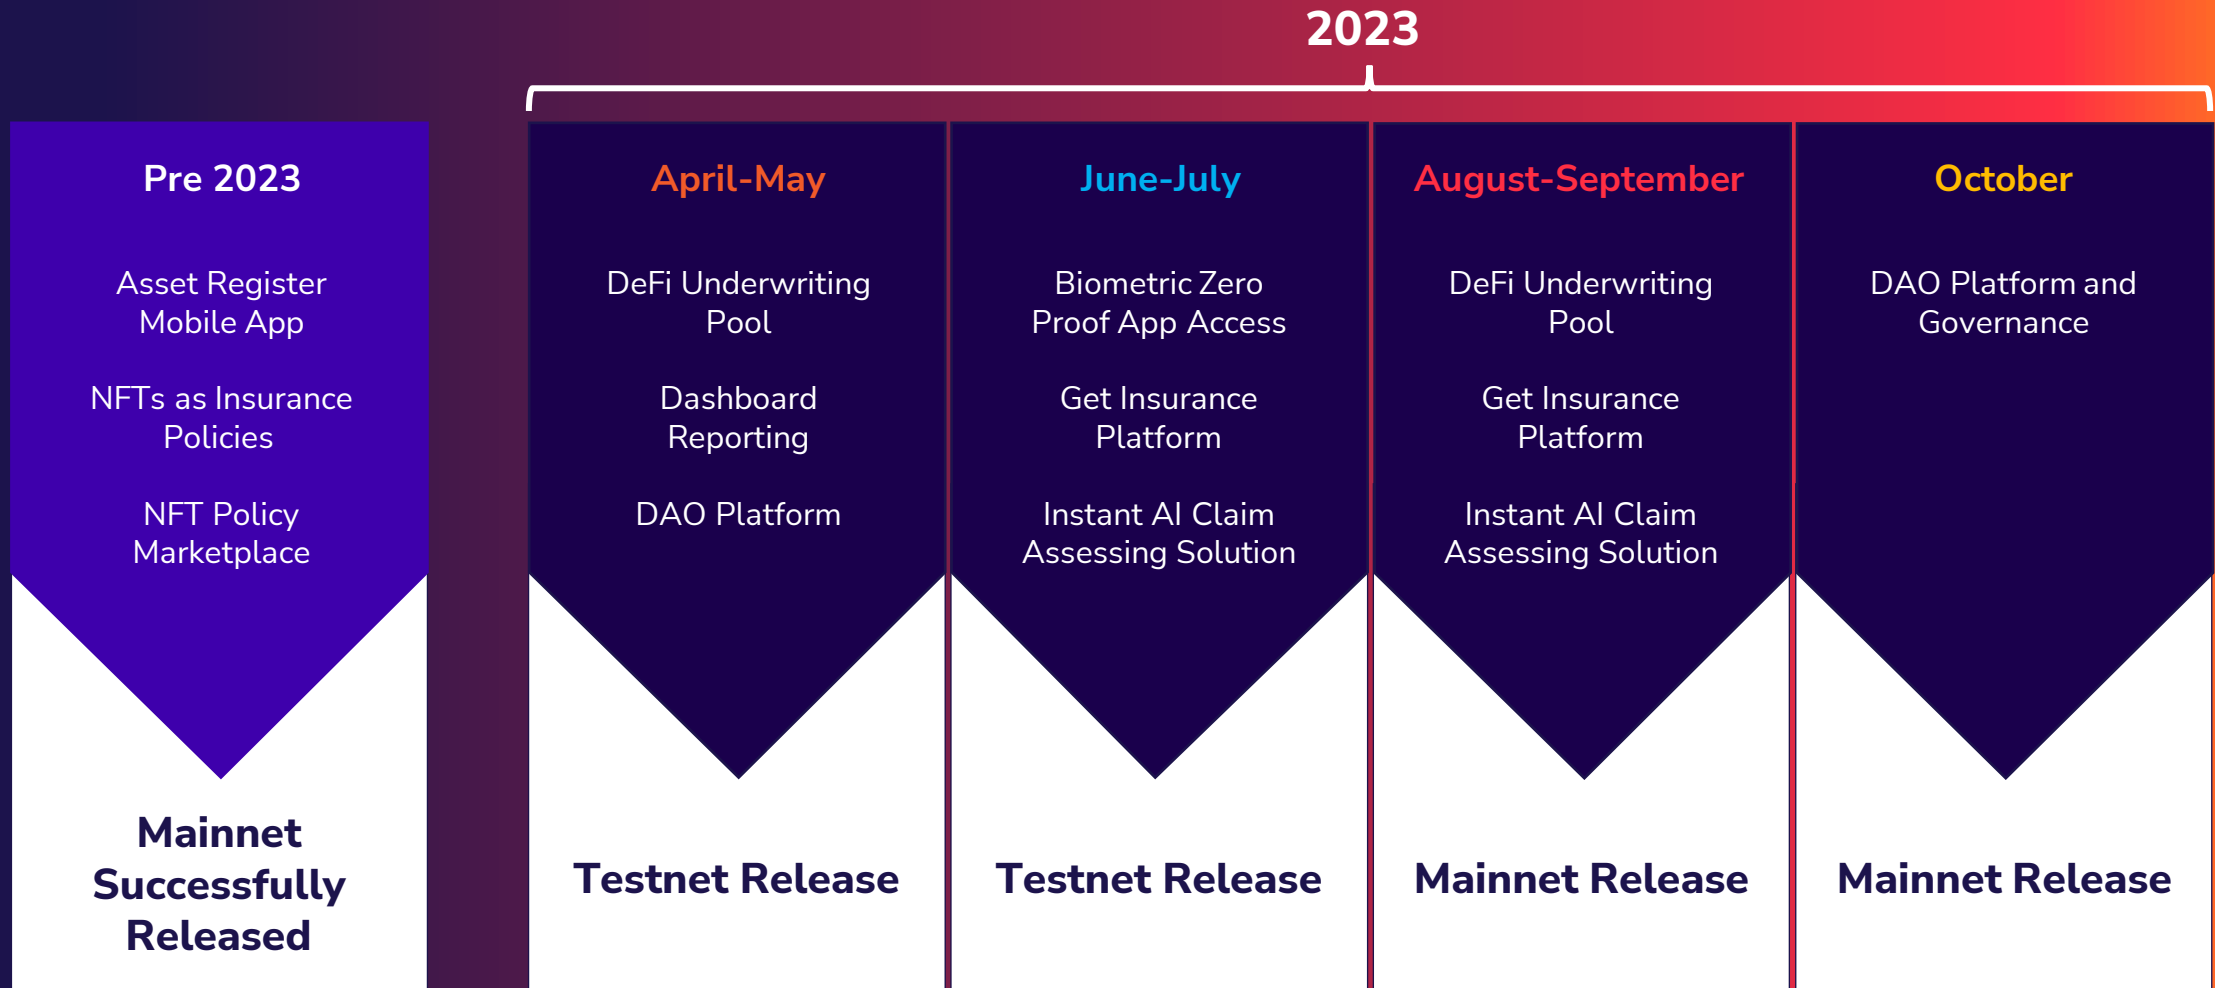 2023
Pre 2023
Asset Register
Mobile App
NFTs as Insurance
Policies
NFT Policy
Marketplace
Mainnet
Successfully
Released
April-May
DeFi Underwriting
Pool
Dashboard
Reporting
DAO Platform
Testnet Release
June-July
Biometric Zero
Proof App Access
Get Insurance
Platform
Instant AI Claim
Assessing Solution
Testnet Release
August-September
DeFi Underwriting
Pool
Get Insurance
Platform
Instant AI Claim
Assessing Solution
Mainnet Release
October
DAO Platform and
Governance
Mainnet Release